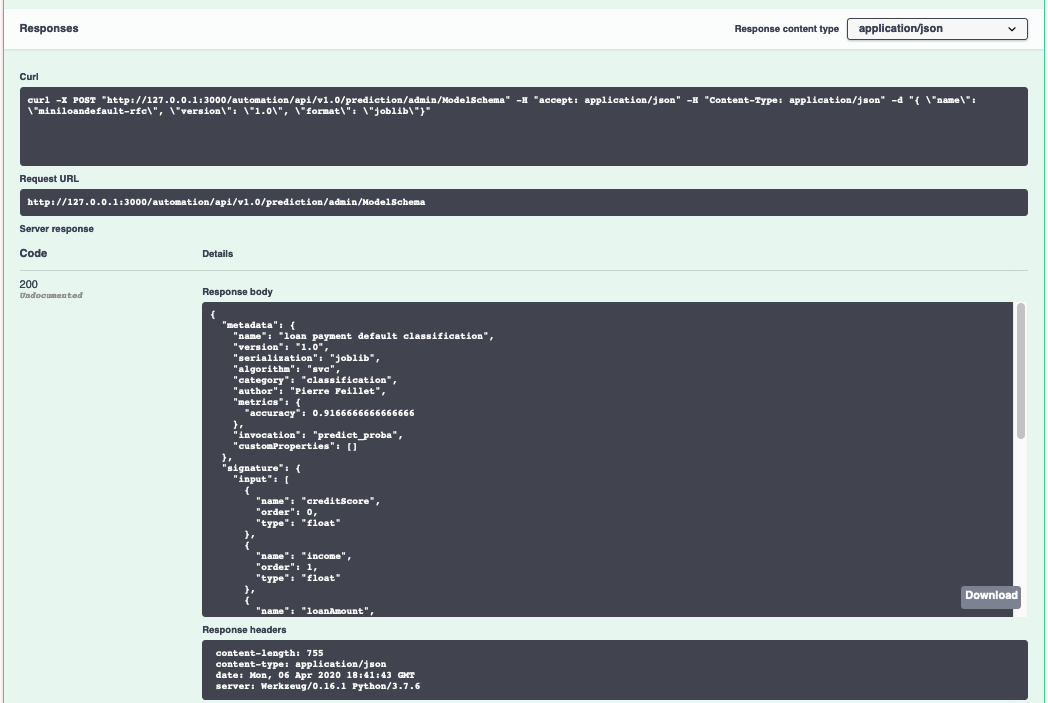 Responses
Response content type
application/json
Curl
curl -X POST "http://127.0.0.1:3000/automation/api/v1.0/prediction/admin/ModelSchema" -H "accept: application/json" -H "Content-Type: application/json" -d "{ \"name\":
\"miniloandefault-rfc\", \"version\": \"1.0\", \"format\": \"joblib\"}"
Request URL
http://127.0.0.1:3000/automation/api/v1.0/prediction/admin/ModelSchema
Server response
Code
Details
200
Undocumented
Response body
{
"metadata": {
"name": "loan payment default classification",
"version": "1.0",
"serialization": "joblib",
"algorithm": "svc",
"category": "classification",
"author": "Pierre Feillet",
"metrics": {
"accuracy": 0.9166666666666666
},
"invocation": "predict_proba",
"customProperties": []
},
"signature": {
"input": [
{
"name": "creditScore",
"order": 0,
"type": "float"
},
{
"name": "income",
"order": 1,
"type": "float"
},
{
"name": "loanAmount",
Download
Response headers
content-length: 755
content-type: application/json
date: Mon, 06 Apr 2020 18:41:43 GMT
server: Werkzeug/0.16.1 Python/3.7.6